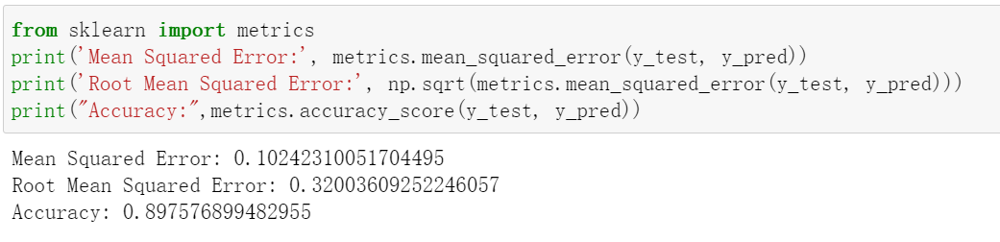 from sklearn import metrics
print('Mean Squared Error:', metrics.mean_squared_error(y_test, y_pred))
print('Root Mean Squared Error:', np.sqrt(metrics.mean_squared_error(y_test, y_pred)))
print("Accuracy:",metrics.accuracy_score(y_test, y_pred))
Mean Squared Error: 0.10242310051704495
Root Mean Squared Error: 0.32003609252246057
Accuracy: 0.897576899482955